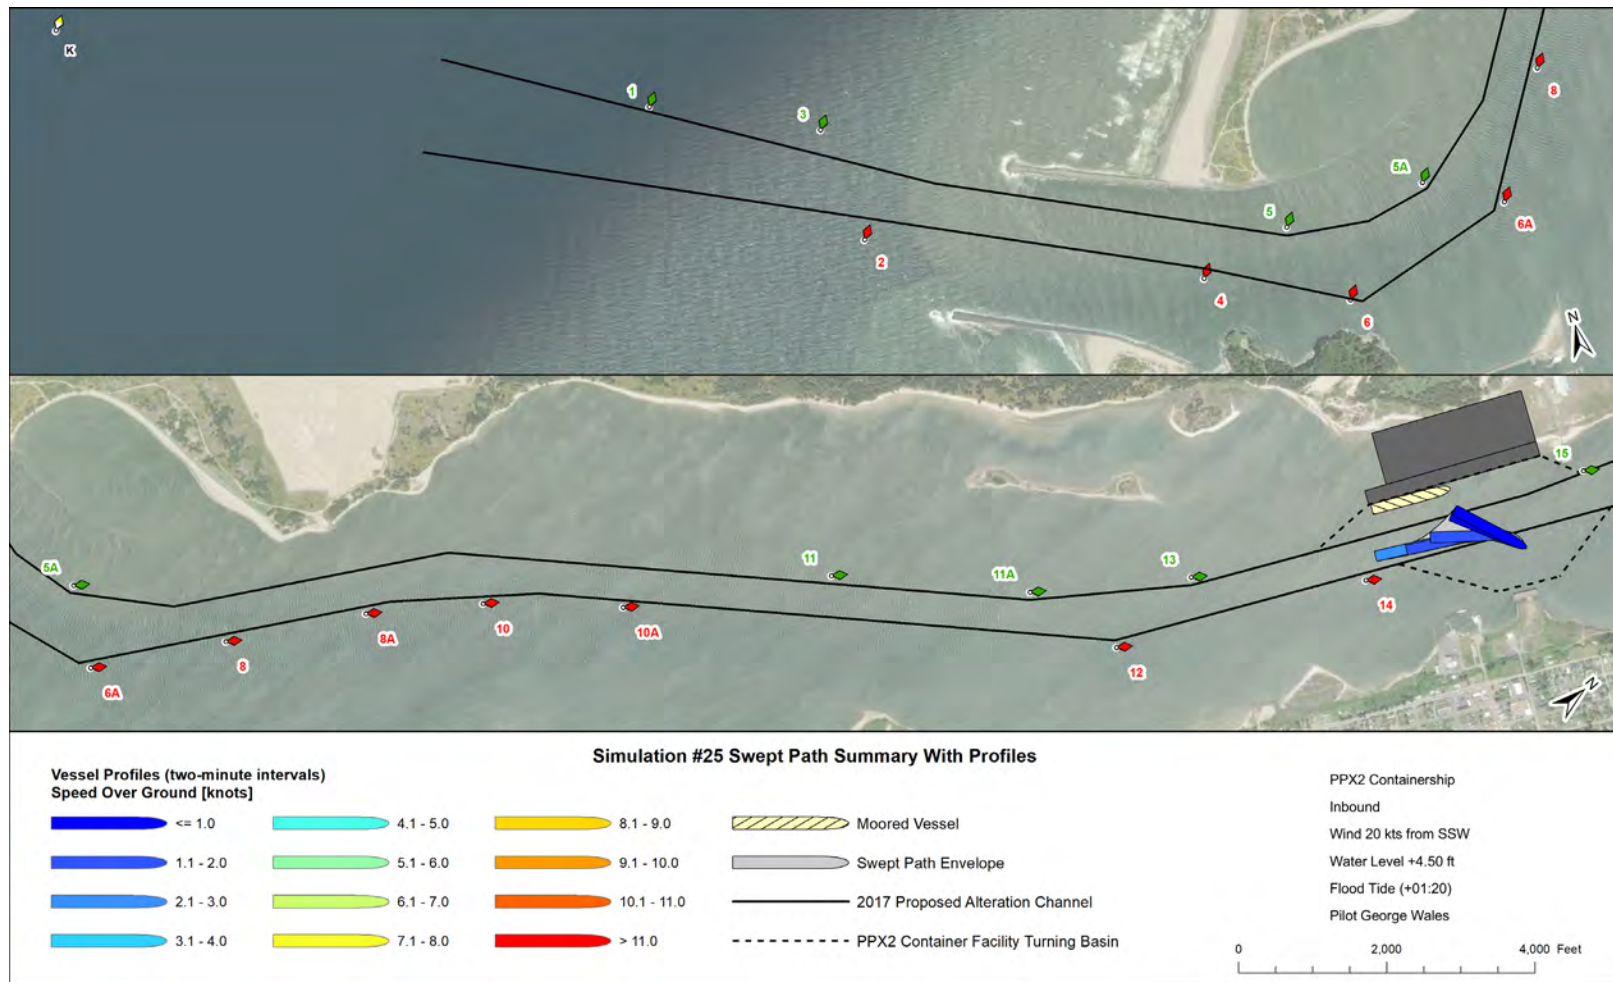 K
1
3
5A
8
5
6A
2
4
6
N
15
5A
11
11A
13
14
8
8A
10
10A
12
6A
N
Simulation #25 Swept Path Summary With Profiles
Vessel Profiles (two-minute intervals)
Speed Over Ground [knots]
<= 1.0
4.1 - 5.0
8.1 - 9.0
Moored Vessel
1.1 - 2.0
5.1 - 6.0
9.1 - 10.0
Swept Path Envelope
2.1 - 3.0
6.1 - 7.0
10.1 - 11.0
2017 Proposed Alteration Channel
3.1 - 4.0
7.1 - 8.0
> 11.0
PPX2 Container Facility Turning Basin
PPX2 Containership
Inbound
Wind 20 kts from SSW
Water Level +4.50 ft
Flood Tide (+01:20)
Pilot George Wales
0 2,000 4,000 Feet